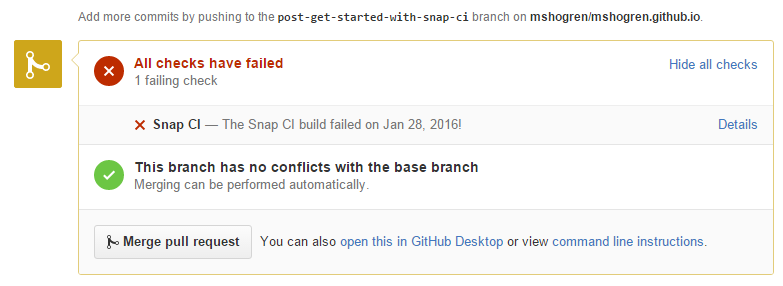 Add more commits by pushing to the post-get-started-with-snap-ci branch on mshogren/mshogren.github.io.
All checks have failed
Hide all checks
1 failing check
Snap CI — The Snap CI build failed on Jan 28, 2016!
Details
This branch has no conflicts with the base branch
Merging can be performed automatically.
Merge pull request You can also open this in GitHub Desktop or view command line instructions.